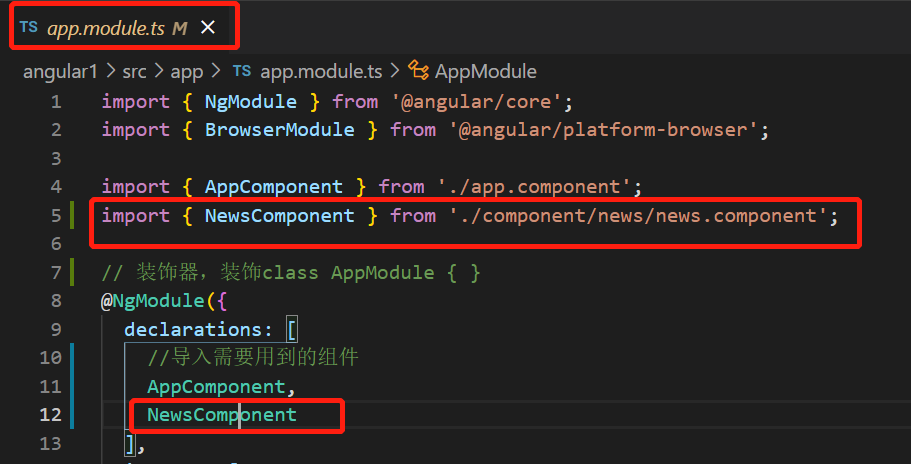 TS app.module.ts M ×
angular1 > src > app > TS app.module.ts > AppModule
1 import { NgModule } from '@angular/core';
2 import { BrowserModule } from '@angular/platform-browser';
3
4 import { AppComponent } from './app.component';
5 import { NewsComponent } from './component/news/news.component';
6
7 // 装饰器，装饰class AppModule { }
8 @NgModule({
9 declarations: [
10 //导入需要用到的组件
11 AppComponent,
12 NewsComponent
13 ],